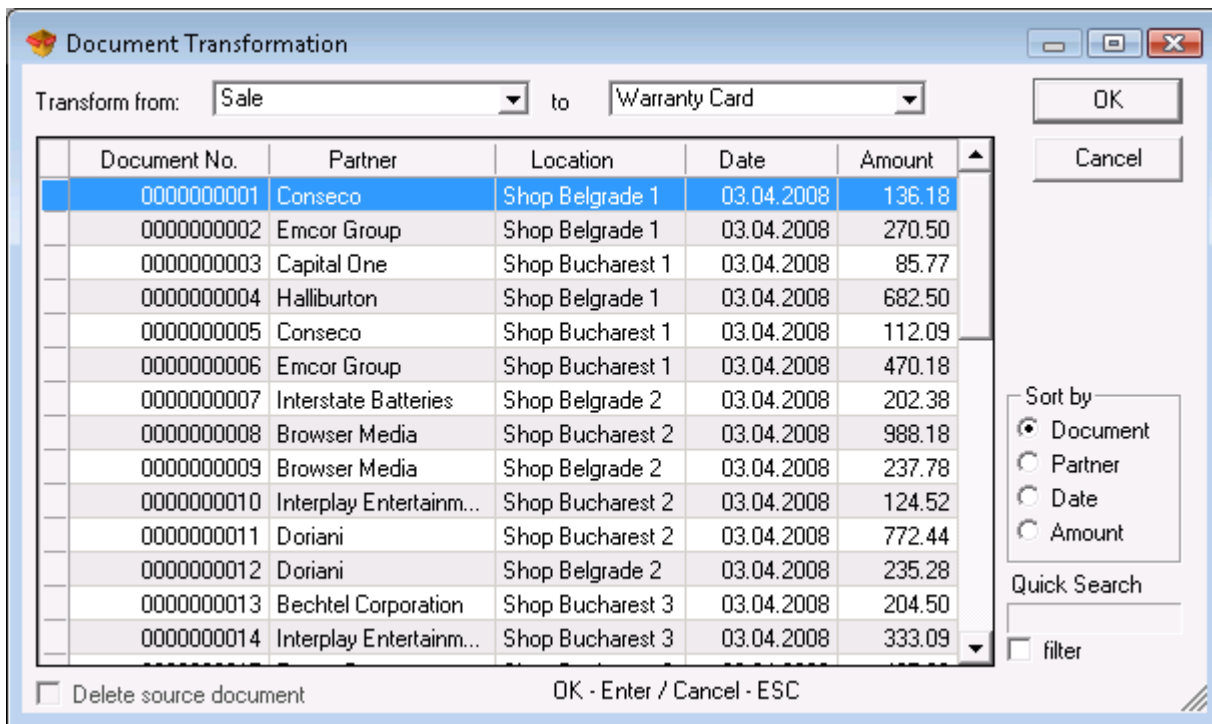 Document Transformation
Transform from: Sale to Warranty Card OK
Cancel
Document No. Partner Location Date Amount
0000000001 Conseco Shop Belgrade 1 03.04.2008 136.18
0000000002 Emcor Group Shop Belgrade 1 03.04.2008 270.50
0000000003 Capital One Shop Bucharest 1 03.04.2008 85.77
0000000004 Halliburton Shop Belgrade 1 03.04.2008 682.50
0000000005 Conseco Shop Bucharest 1 03.04.2008 112.09
0000000006 Emcor Group Shop Bucharest 1 03.04.2008 470.18
0000000007 Interstate Batteries Shop Belgrade 2 03.04.2008 202.38
0000000008 Browser Media Shop Bucharest 2 03.04.2008 988.18
0000000009 Browser Media Shop Belgrade 2 03.04.2008 237.78
0000000010 Interplay Entertainm... Shop Bucharest 2 03.04.2008 124.52
0000000011 Doriani Shop Bucharest 2 03.04.2008 772.44
0000000012 Doriani Shop Belgrade 2 03.04.2008 235.28
0000000013 Bechtel Corporation Shop Bucharest 3 03.04.2008 204.50
0000000014 Interplay Entertainm... Shop Bucharest 3 03.04.2008 333.09
Sort by
Document
Partner
Date
Amount
Quick Search
filter
Delete source document OK - Enter / Cancel - ESC